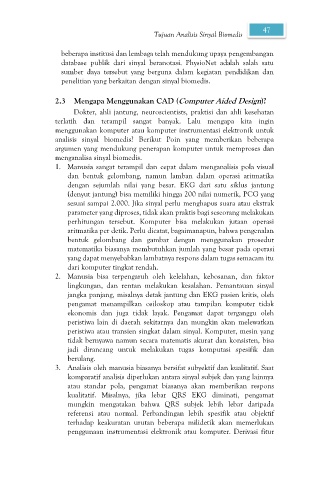 47
Tujuan Analisis Sinyal Biomedis
beberapa institusi dan lembaga telah mendukung upaya pengembangan
database publik dari sinyal beranotasi. PhysioNet adalah salah satu
sumber daya tersebut yang berguna dalam kegiatan pendidikan dan
penelitian yang berkaitan dengan sinyal biomedis.
2.3 Mengapa Menggunakan CAD (Computer Aided Design)?
Dokter, ahli jantung, neuroscientists, praktisi dan ahli kesehatan
terlatih dan terampil sangat banyak. Lalu mengapa kita ingin
menggunakan komputer atau komputer instrumentasi elektronik untuk
analisis sinyal biomedis? Berikut Poin yang memberikan beberapa
argumen yang mendukung penerapan komputer untuk memproses dan
menganalisa sinyal biomedis.
1. Manusia sangat terampil dan cepat dalam menganalisis pola visual
dan bentuk gelombang, namun lamban dalam operasi aritmatika
dengan sejumlah nilai yang besar. EKG dari satu siklus jantung
(denyut jantung) bisa memiliki hingga 200 nilai numerik, PCG yang
sesuai sampai 2.000. Jika sinyal perlu menghapus suara atau ekstrak
parameter yang diproses, tidak akan praktis bagi seseorang melakukan
perhitungan tersebut. Komputer bisa melakukan jutaan operasi
aritmatika per detik. Perlu dicatat, bagaimanapun, bahwa pengenalan
bentuk gelombang dan gambar dengan menggunakan prosedur
matematika biasanya membutuhkan jumlah yang besar pada operasi
yang dapat menyebabkan lambatnya respons dalam tugas semacam itu
dari komputer tingkat rendah.
2. Manusia bisa terpengaruh oleh kelelahan, kebosanan, dan faktor
lingkungan, dan rentan melakukan kesalahan. Pemantauan sinyal
jangka panjang, misalnya detak jantung dan EKG pasien kritis, oleh
pengamat menampilkan osiloskop atau tampilan komputer tidak
ekonomis dan juga tidak layak. Pengamat dapat terganggu oleh
peristiwa lain di daerah sekitarnya dan mungkin akan melewatkan
peristiwa atau transien singkat dalam sinyal. Komputer, mesin yang
tidak bernyawa namun secara matematis akurat dan konsisten, bisa
jadi dirancang untuk melakukan tugas komputasi spesifik dan
berulang.
3. Analisis oleh manusia biasanya bersifat subyektif dan kualitatif. Saat
komparatif analisis diperlukan antara sinyal subjek dan yang lainnya
atau standar pola, pengamat biasanya akan memberikan respons
kualitatif. Misalnya, jika lebar QRS EKG diminati, pengamat
mungkin mengatakan bahwa QRS subjek lebih lebar daripada
referensi atau normal. Perbandingan lebih spesifik atau objektif
terhadap keakuratan urutan beberapa milidetik akan memerlukan
penggunaan instrumentasi elektronik atau komputer. Derivasi fitur